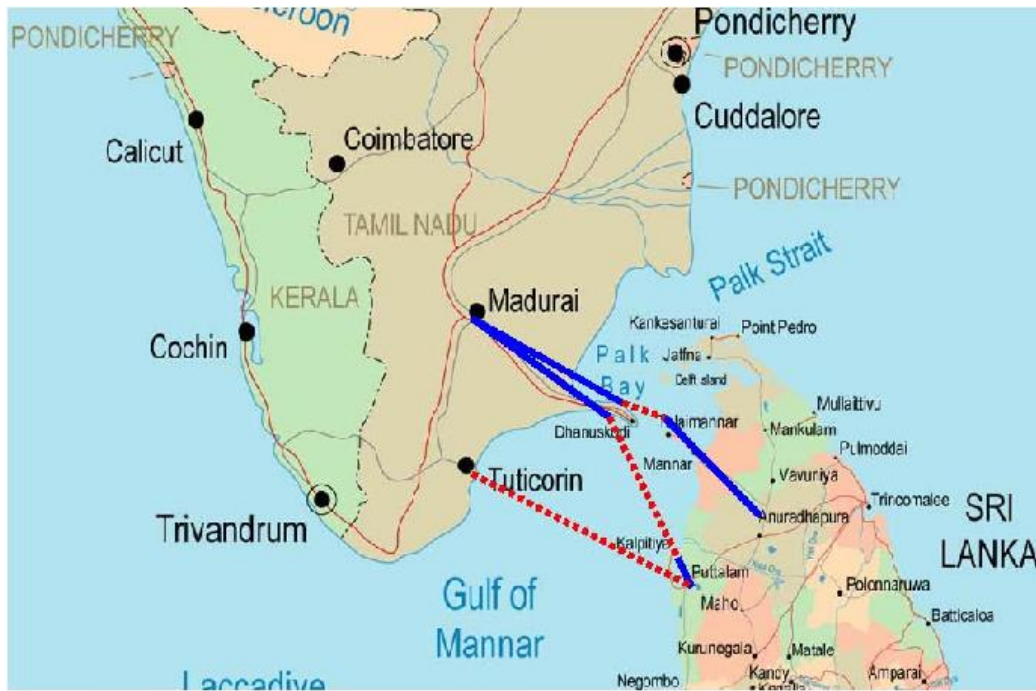 Pondicherry
PONDICHERRY
PONDICHERRY
Cuddalore
Calicut
Coimbatore
PONDICHERRY
TAMIL NADU
Palk Strait
KERALA
Madurai
Kankesanturai
Point Pedro
Cochin
Palk
Bay
Jaffna
Delft island
Mullaittivu
Dhanuskodi
Mankulam
Mannar
Pulmoddai
Tuticorin
Vavuniya
Trincomalee
Trivandrum
Anuradhapura
SRI
LANKA
Kalpitiya
Puttalam
Polonnaruwa
Gulf of
Mannar
Maho
Batticaloa
Kurunogala
Matale
Laccadive
Negombo
Kandy
Amparai